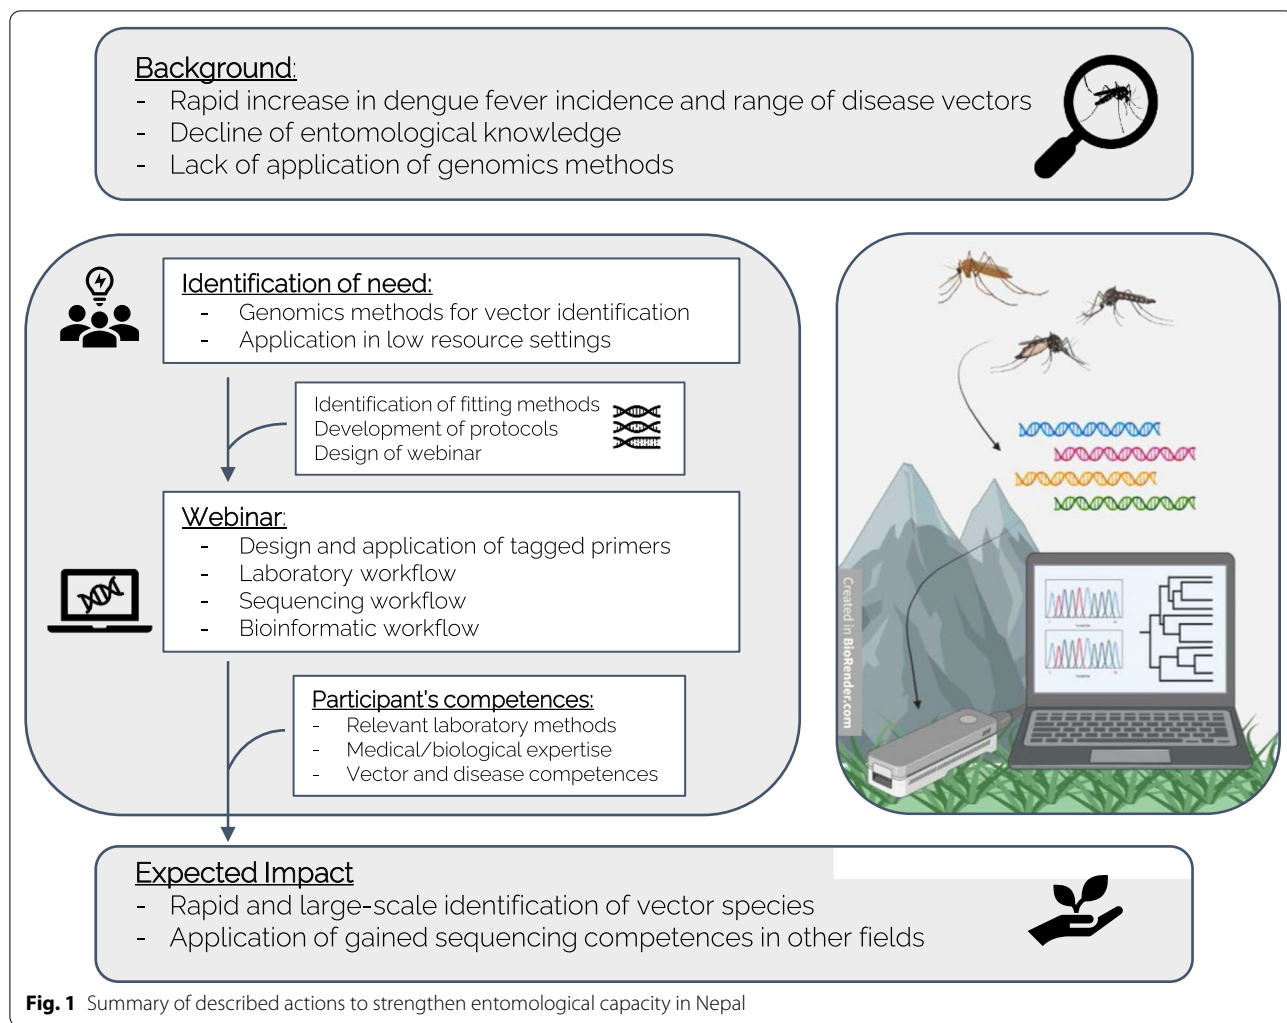 Background:
- Rapid increase in dengue fever incidence and range of disease vectors
- Decline of entomological knowledge
- Lack of application of genomics methods
Identification of need:
- Genomics methods for vector identification
- Application in low resource settings
Identification of fitting methods
Development of protocols
Design of webinar
Webinar:
- Design and application of tagged primers
- Laboratory workflow
- Sequencing workflow
- Bioinformatic workflow
Participant's competences:
- Relevant laboratory methods
- Medical/biological expertise
- Vector and disease competences
Created in BioRender.com
Expected Impact
- Rapid and large-scale identification of vector species
- Application of gained sequencing competences in other fields
Fig. 1 Summary of described actions to strengthen entomological capacity in Nepal